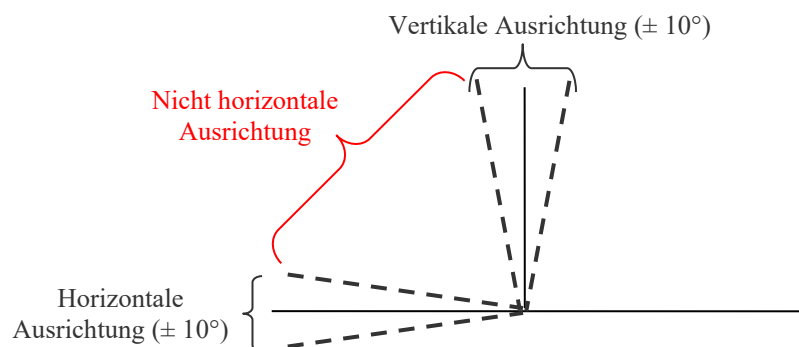 Vertikale Ausrichtung (± 10°)
Nicht horizontale
Ausrichtung
Horizontale
Ausrichtung (± 10°)